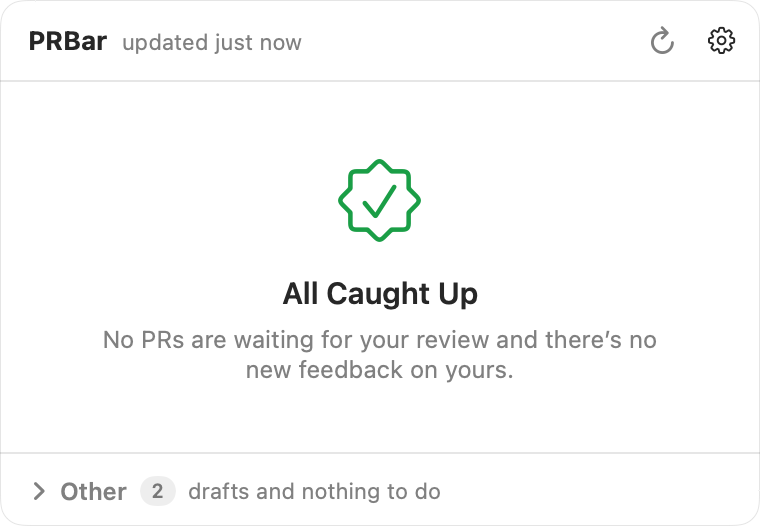 PRBar updated just now
All Caught Up
No PRs are waiting for your review and there’s no
new feedback on yours.
Other 2 drafts and nothing to do